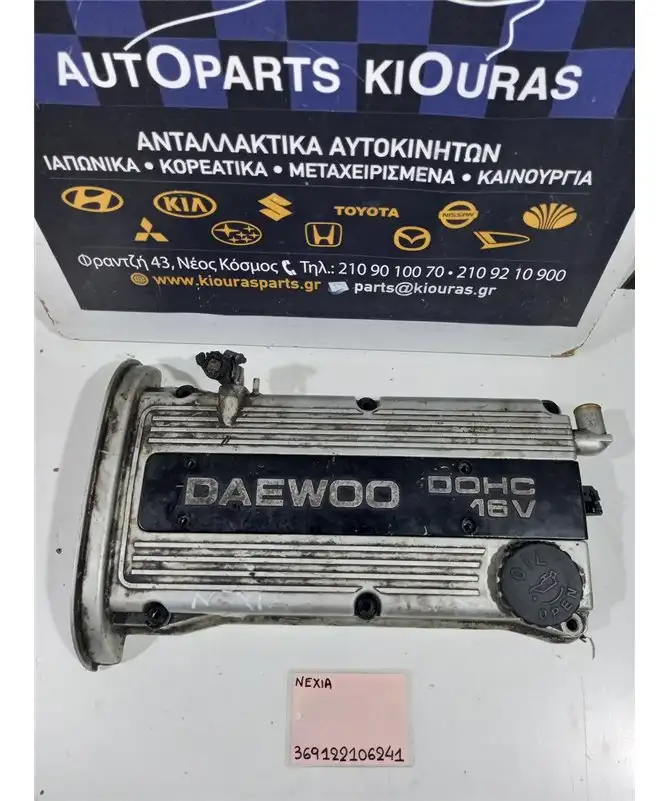 AUTOPARTS KIOURAS
ΑΝΤΑΛΛΑΚΤΙΚΑ ΑΥΤΟΚΙΝΗΤΩΝ
ΙΑΠΩΝΙΚΑ • ΚΟΡΕΑΤΙΚΑ • ΜΕΤΑΧΕΙΡΙΣΜΕΝΑ • ΚΑΙΝΟΥΡΓΙΑ
KIA
TOYOTA
NISSAN
SUBARU
Φραντζή 43, Νέος Κόσμος Τηλ.: 210 90 100 70 • 210 92 10 900
www.kiourasparts.gr parts@kiouras.gr
DAEWOO DOHC
16V
OIL
OPEN
NEXIA
369122106241